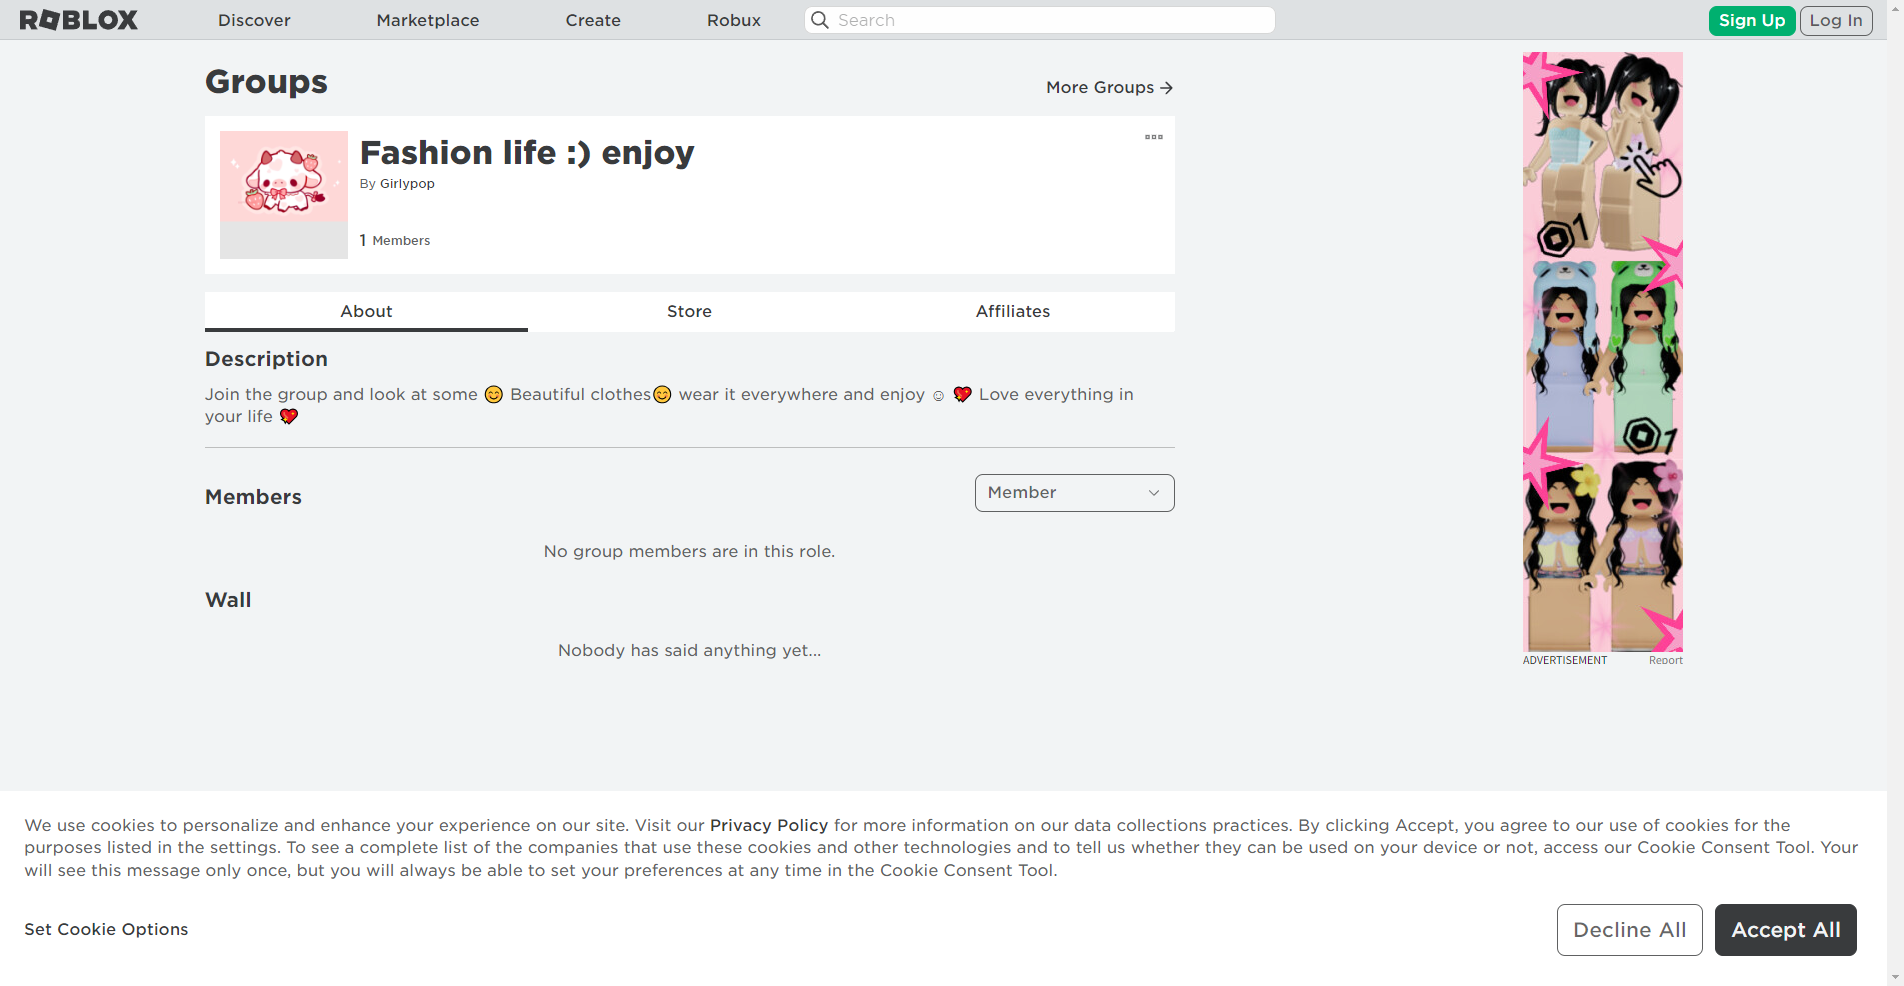 ROBLOX
Discover
Marketplace
Create
Robux
Search
Sign Up
Log In
Groups
More Groups
Fashion life :) enjoy
By Girlypop
1 Members
About
Store
Affiliates
Description
Join the group and look at some 😊 Beautiful clothes😊 wear it everywhere and enjoy ☺ 💖 Love everything in
your life 💖
Members
Member
No group members are in this role.
Wall
Nobody has said anything yet...
1
1
ADVERTISEMENT
Report
We use cookies to personalize and enhance your experience on our site. Visit our Privacy Policy for more information on our data collections practices. By clicking Accept, you agree to our use of cookies for the
purposes listed in the settings. To see a complete list of the companies that use these cookies and other technologies and to tell us whether they can be used on your device or not, access our Cookie Consent Tool. Your
will see this message only once, but you will always be able to set your preferences at any time in the Cookie Consent Tool.
Set Cookie Options
Decline All
Accept All